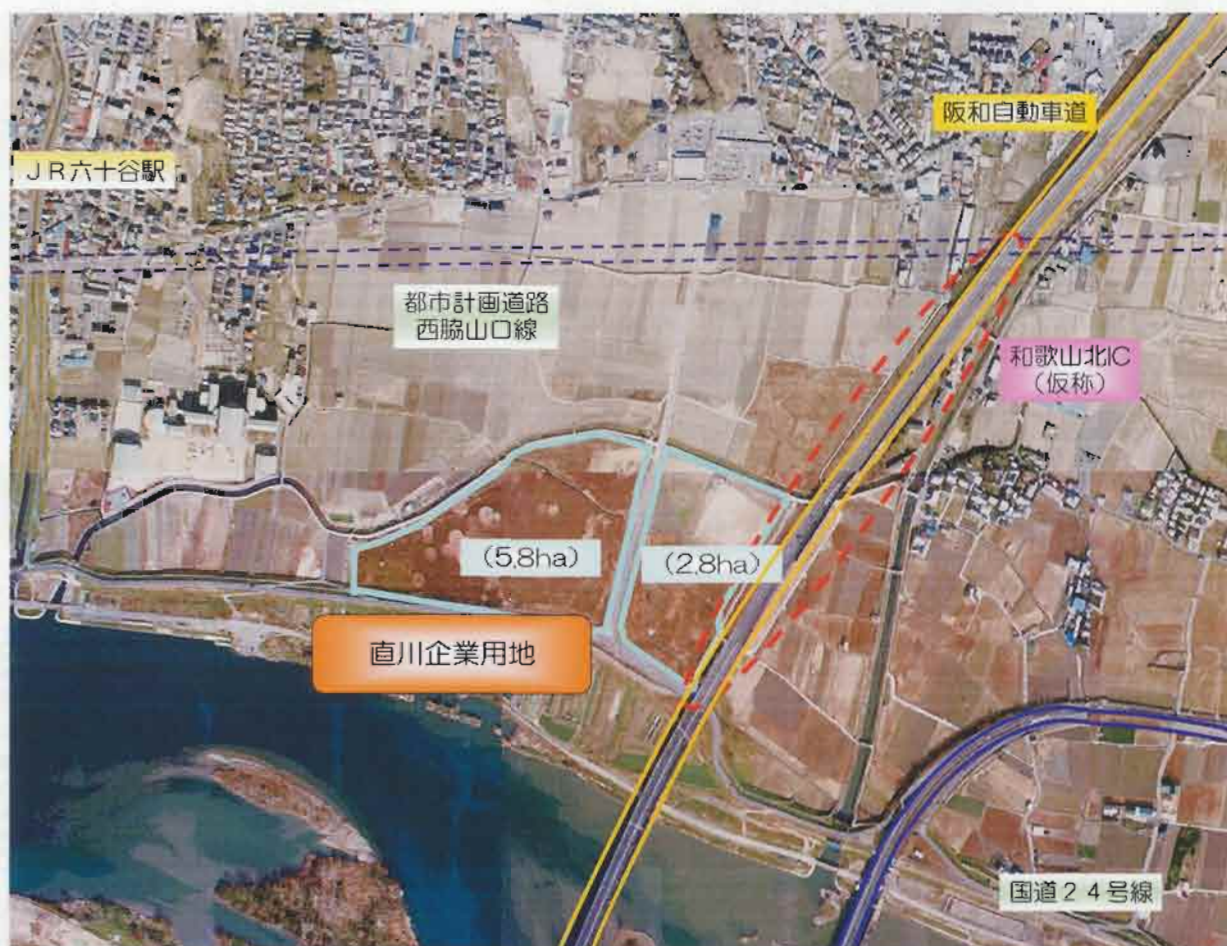 阪和自動車道
JR六十谷駅
都市計画道路
西脇山口線
和歌山北IC
(仮称)
(5.8ha)
(2.8ha)
直川企業用地
国道24号線